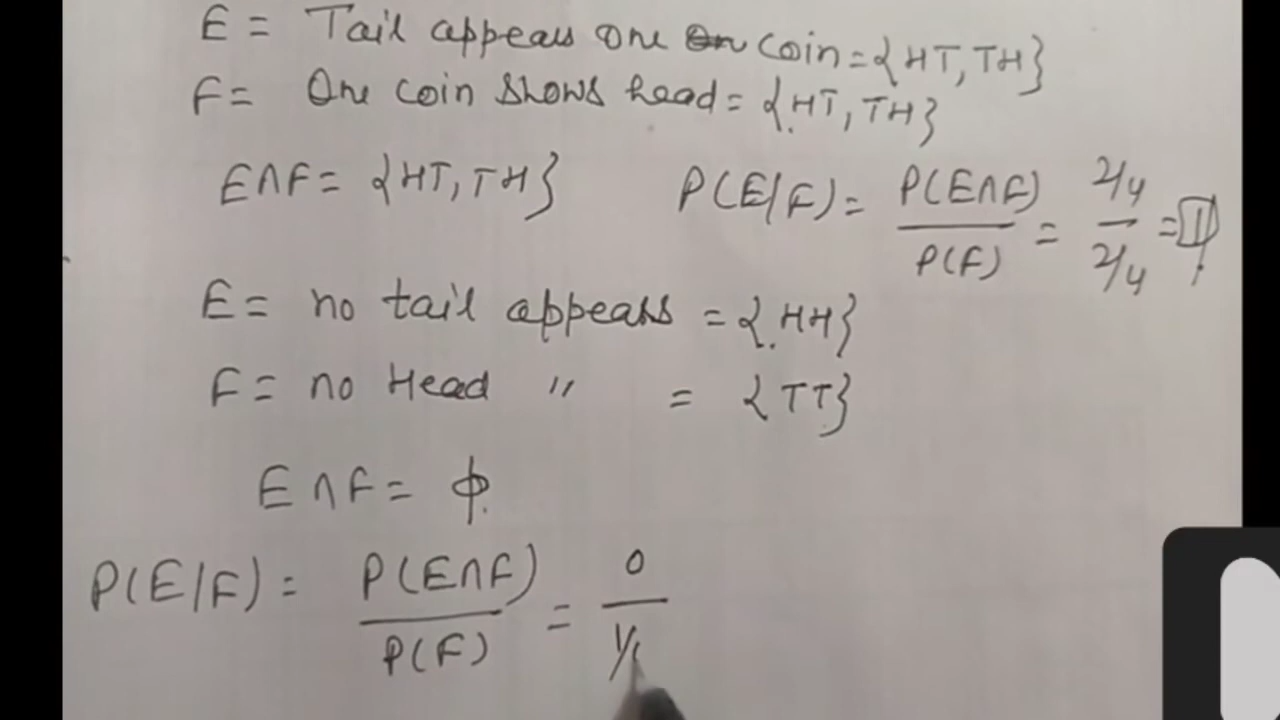 E = Tail appears one coin = {HT, TH}
F = One coin shows head = {HT, TH}
E∩F = {HT, TH} P(E/F) = P(E∩F)/P(F) = 2/4 / 2/4 = 1
E = no tail appears = {HH}
F = no Head " = {TT}
E∩F = ϕ
P(E/F) = P(E∩F)/P(F) = 0 / 1/